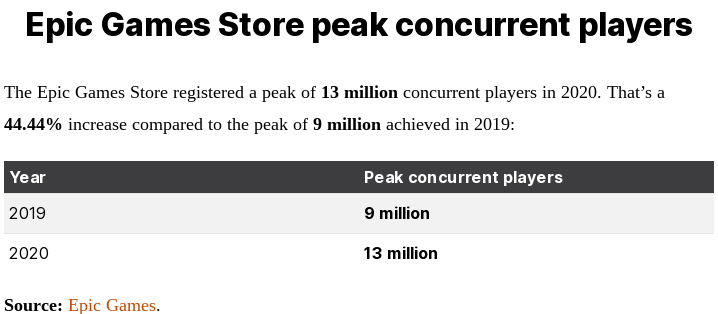 Epic Games Store peak concurrent players
The Epic Games Store registered a peak of 13 million concurrent players in 2020. That’s a
44.44% increase compared to the peak of 9 million achieved in 2019:
Year Peak concurrent players
2019 9 million
2020 13 million
Source: Epic Games.